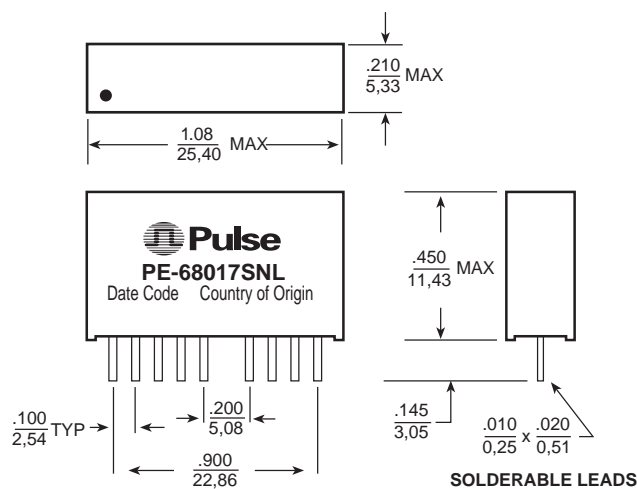 .210
5,33 MAX
1.08
25,40 MAX
Pulse
PE-68017SNL
Date Code Country of Origin
.450
11,43 MAX
.100
2,54 TYP
.200
5,08
.900
22,86
.145
3,05
.010
0,25 x .020
0,51
SOLDERABLE LEADS